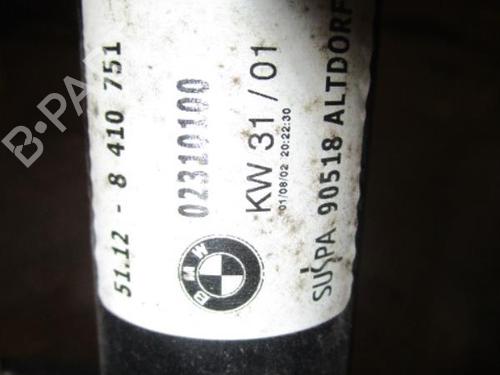 51.12 - 8 410 751
02310100
KW 31/01
01/08/02 20:22:30
SUSPA 90518 ALTDORF
BMW
B-PA